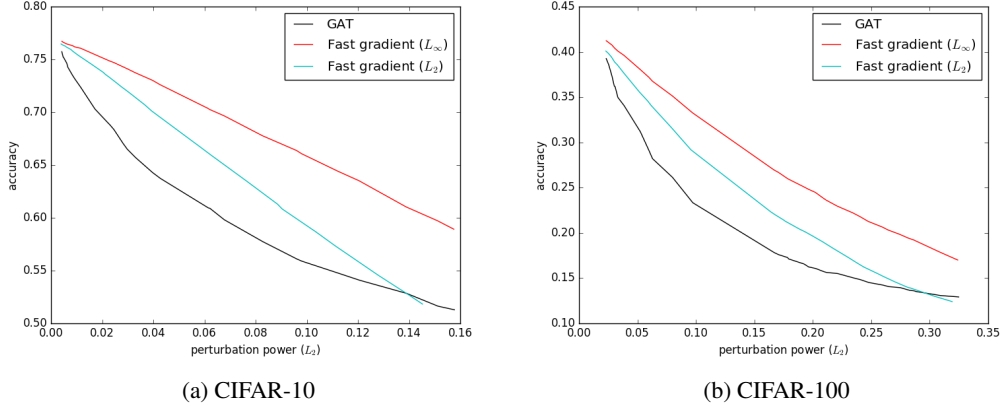 0.80
0.75
0.70
0.65
0.60
0.55
0.50
accuracy
GAT
Fast gradient (L∞)
Fast gradient (L₂)
0.00 0.02 0.04 0.06 0.08 0.10 0.12 0.14 0.16
perturbation power (L₂)
(a) CIFAR-10
0.45
0.40
0.35
0.30
0.25
0.20
0.15
0.10
accuracy
GAT
Fast gradient (L∞)
Fast gradient (L₂)
0.00 0.05 0.10 0.15 0.20 0.25 0.30 0.35
perturbation power (L₂)
(b) CIFAR-100